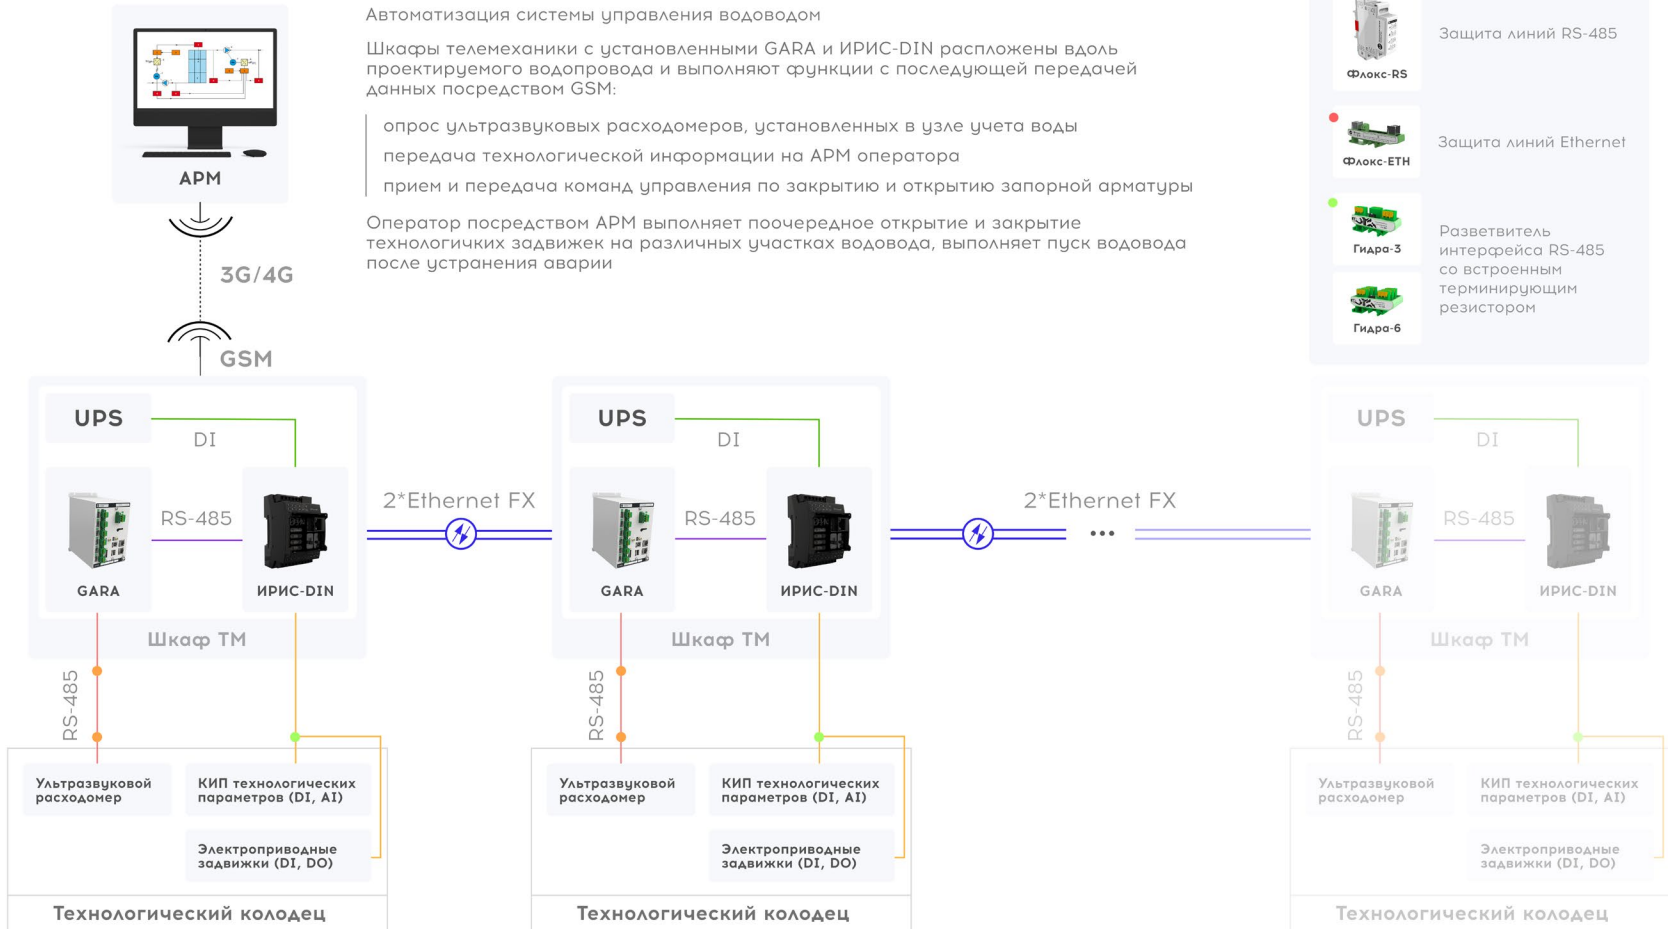 Автоматизация системы управления водоводом
Шкафы телемеханики с установленными GARA и ИРИС-DIN распложены вдоль
проектируемого водопровода и выполняют функции с последующей передачей
данных посредством GSM:
опрос ультразвуковых расходомеров, установленных в узле учета воды
передача технологической информации на АРМ оператора
прием и передача команд управления по закрытию и открытию запорной арматуры
Оператор посредством АРМ выполняет поочередное открытие и закрытие
технологичких задвижек на различных участках водовода, выполняет пуск водовода
после устранения аварии
АРМ
3G/4G
GSM
Флокс-RS
Защита линий RS-485
Флокс-ETH
Защита линий Ethernet
Гидра-3
Гидра-6
Разветвитель
интерфейса RS-485
со встроенным
терминирующим
резистором
UPS
DI
RS-485
GARA
ИРИС-DIN
Шкаф ТМ
2*Ethernet FX
UPS
DI
RS-485
GARA
ИРИС-DIN
Шкаф ТМ
2*Ethernet FX
...
UPS
DI
RS-485
GARA
ИРИС-DIN
Шкаф ТМ
RS-485
Ультразвуковой
расходомер
КИП технологических
параметров (DI, AI)
Электроприводные
задвижки (DI, DO)
Технологический колодец
RS-485
Ультразвуковой
расходомер
КИП технологических
параметров (DI, AI)
Электроприводные
задвижки (DI, DO)
Технологический колодец
RS-485
Ультразвуковой
расходомер
КИП технологических
параметров (DI, AI)
Электроприводные
задвижки (DI, DO)
Технологический колодец